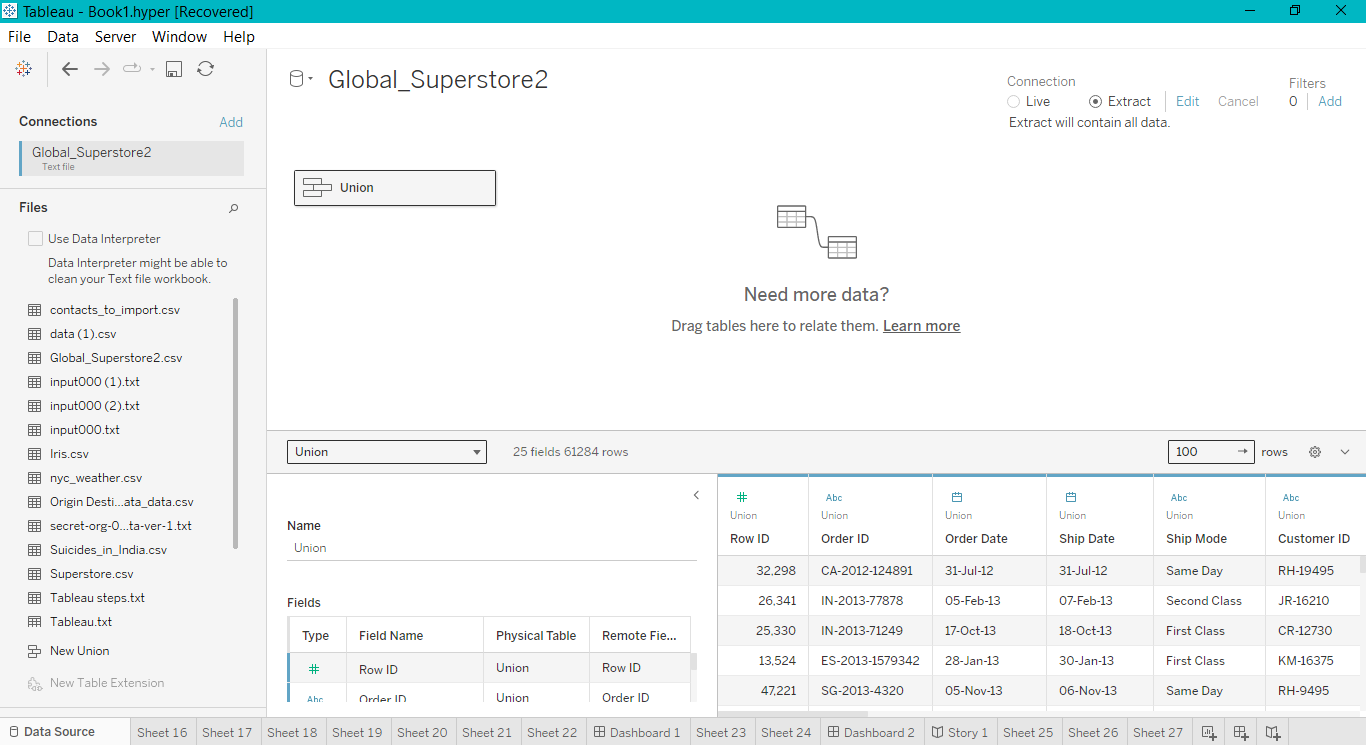 Tableau - Book1.hyper [Recovered]
File Data Server Window Help
Connections Add
Global_Superstore2
Text file
Files
Use Data Interpreter
Data Interpreter might be able to
clean your Text file workbook.
contacts_to_import.csv
data (1).csv
Global_Superstore2.csv
input000 (1).txt
input000 (2).txt
input000.txt
Iris.csv
nyc_weather.csv
Origin Desti...ata_data.csv
secret-org-0...ta-ver-1.txt
Suicides_in_India.csv
Superstore.csv
Tableau steps.txt
Tableau.txt
New Union
New Table Extension
Global_Superstore2
Connection
Live Extract Edit Cancel
Extract will contain all data.
Filters
0 Add
Union
Need more data?
Drag tables here to relate them. Learn more
Union 25 fields 61284 rows 100 rows
Name
Union
Fields
Type Field Name Physical Table Remote Fie...
# Row ID Union Row ID
Abc Order ID Union Order ID
# Abc Abc Abc
Union Union Union Union Union Union
Row ID Order ID Order Date Ship Date Ship Mode Customer ID
32,298 CA-2012-124891 31-Jul-12 31-Jul-12 Same Day RH-19495
26,341 IN-2013-77878 05-Feb-13 07-Feb-13 Second Class JR-16210
25,330 IN-2013-71249 17-Oct-13 18-Oct-13 First Class CR-12730
13,524 ES-2013-1579342 28-Jan-13 30-Jan-13 First Class KM-16375
47,221 SG-2013-4320 05-Nov-13 06-Nov-13 Same Day RH-9495
Data Source Sheet 16 Sheet 17 Sheet 18 Sheet 19 Sheet 20 Sheet 21 Sheet 22 Dashboard 1 Sheet 23 Sheet 24 Dashboard 2 Story 1 Sheet 25 Sheet 26 Sheet 27